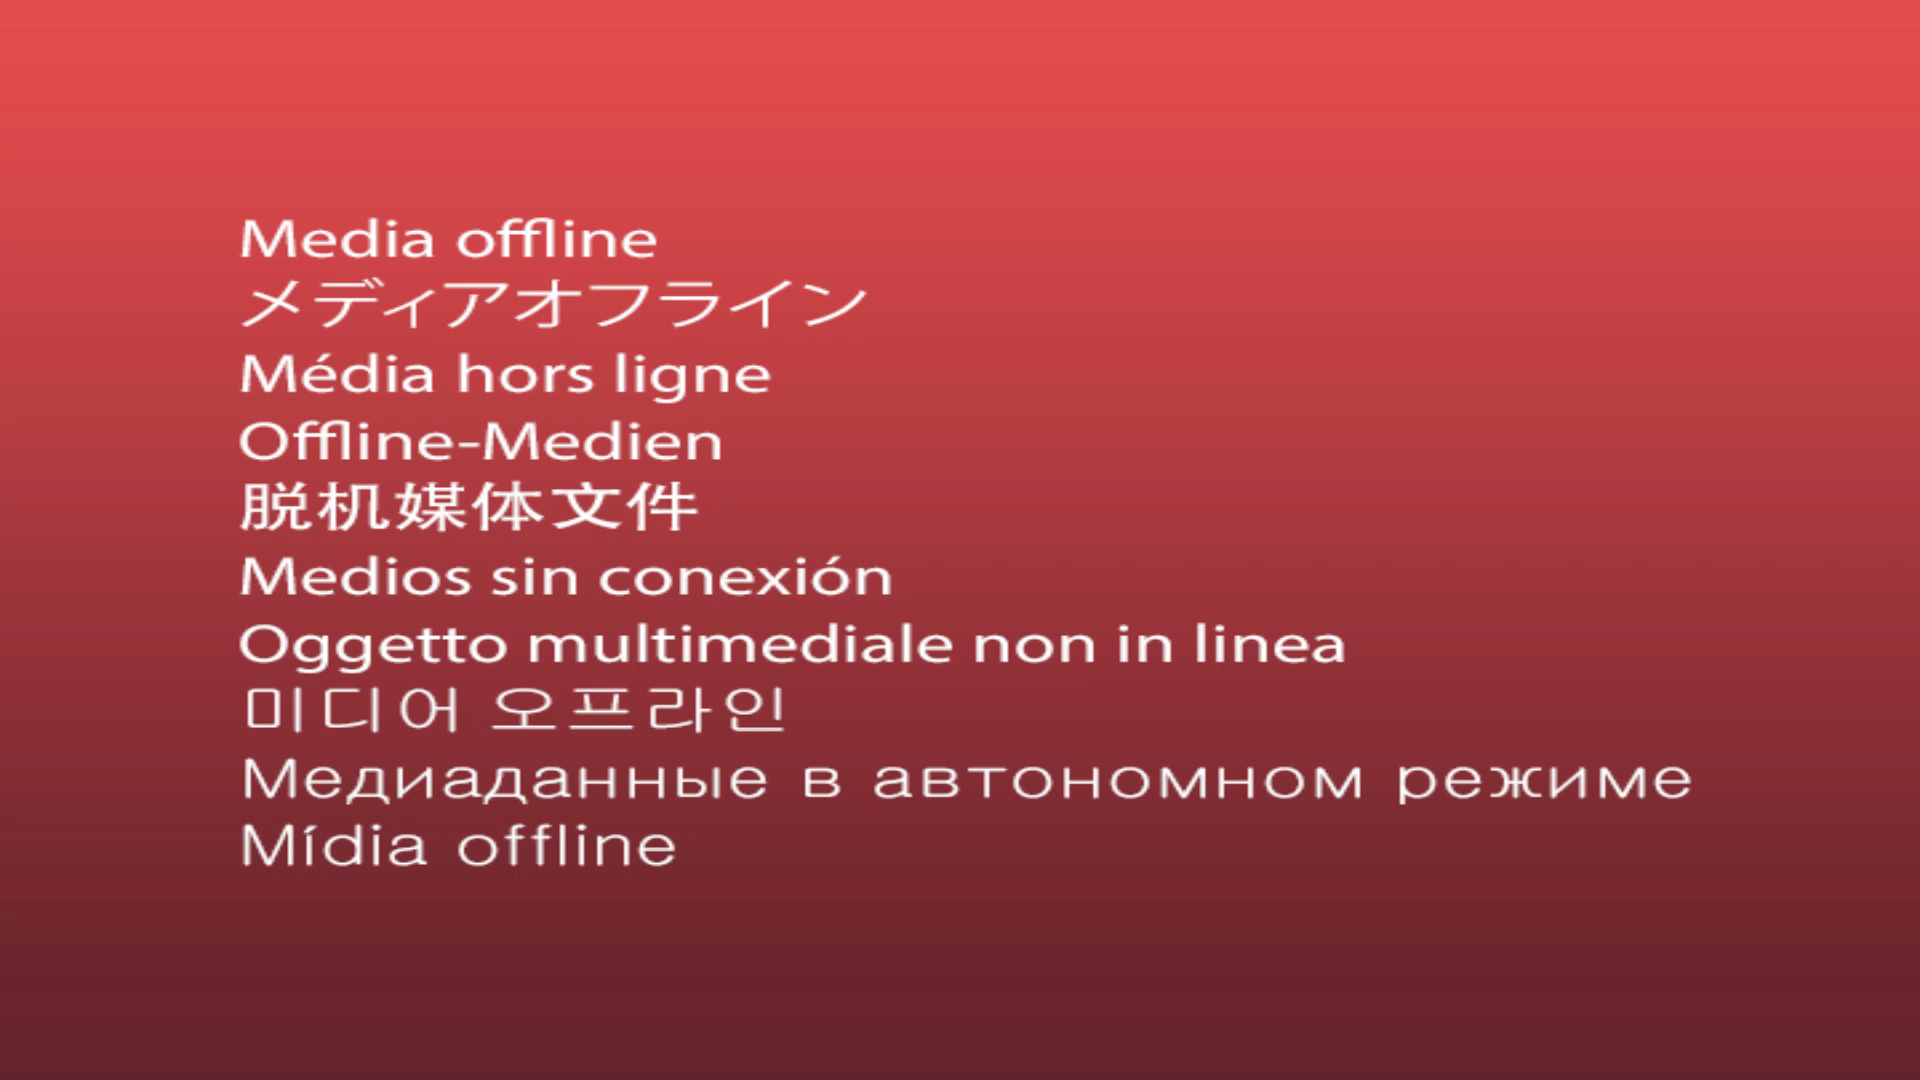 Media offline
メディアオフライン
Média hors ligne
Offline-Medien
脱机媒体文件
Medios sin conexión
Oggetto multimediale non in linea
미디어 오프라인
Медиаданные в автономном режиме
Mídia offline